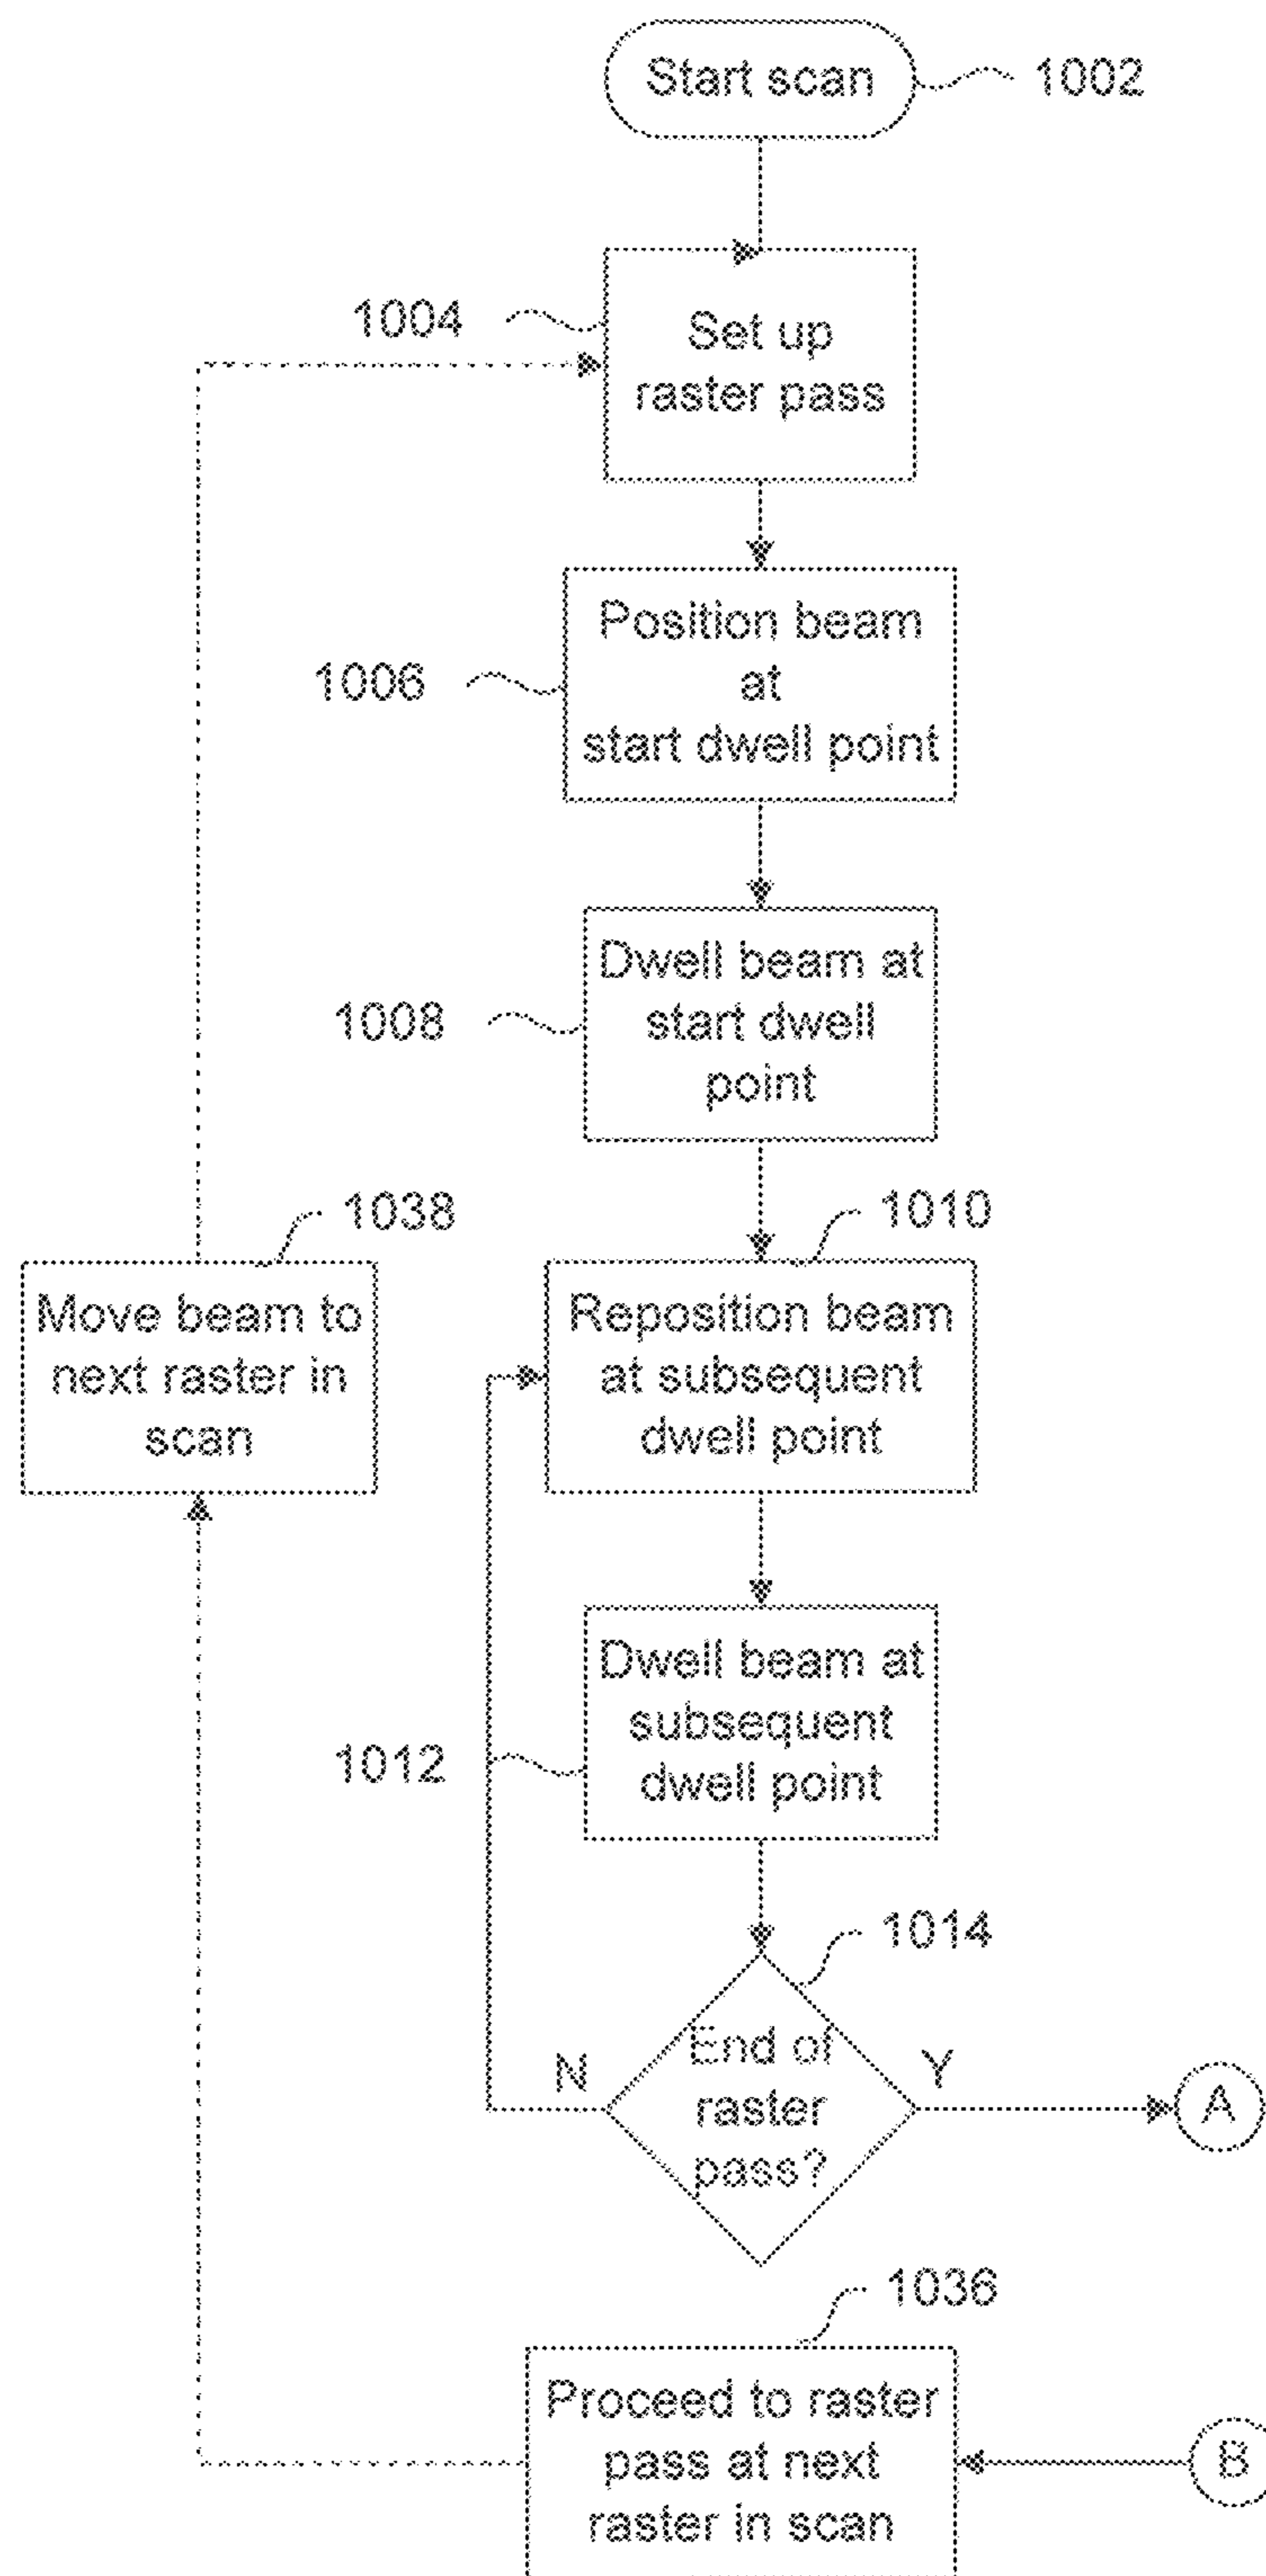 Start scan
1002
1004
Set up
raster pass
1006
Position beam
at
start dwell point
1008
Dwell beam at
start dwell
point
1038
1010
Move beam to
next raster in
scan
Reposition beam
at subsequent
dwell point
1012
Dwell beam at
subsequent
dwell point
1014
N
End of
raster
pass?
Y
A
1036
Proceed to raster
pass at next
raster in scan
B